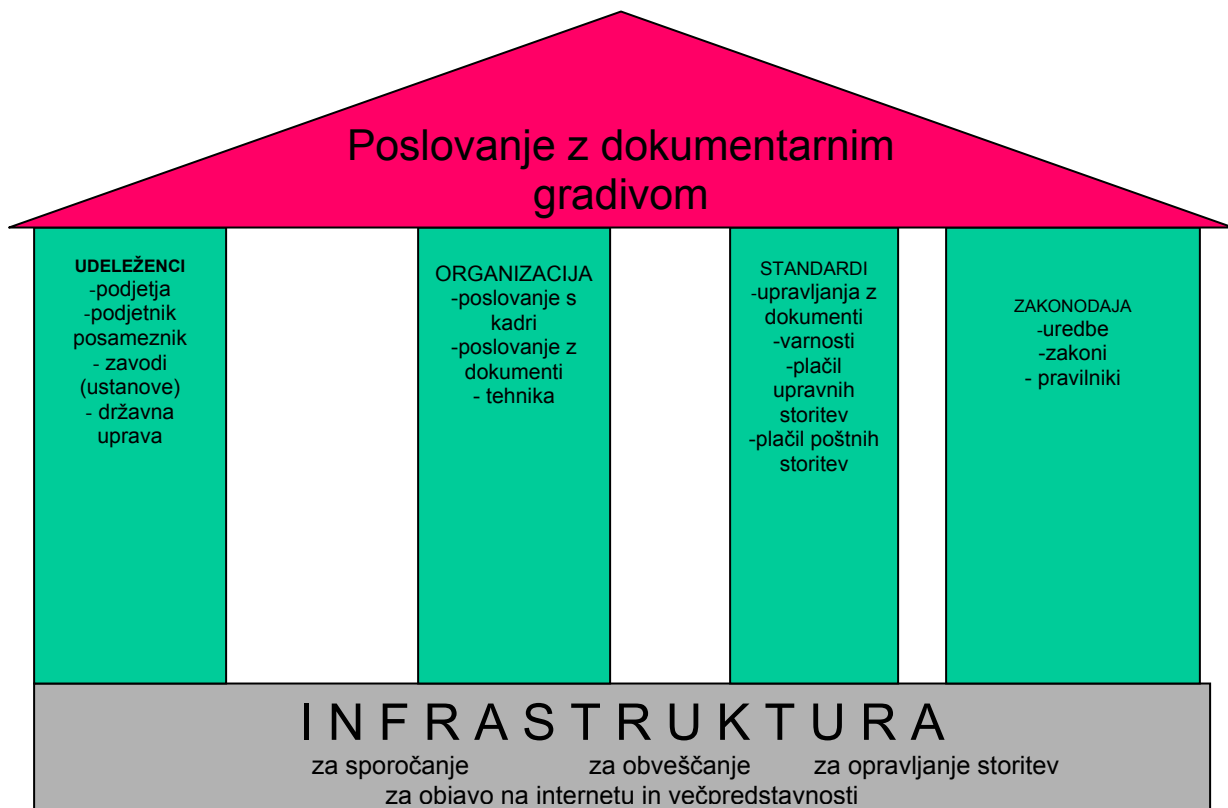 Poslovanje z dokumentarnim
gradivom
UDELEŽENCI
-podjetja
-podjetnik
posameznik
- zavodi
(ustanove)
- državna
uprava
ORGANIZACIJA
-poslovanje s
kadri
-poslovanje z
dokumenti
- tehnika
STANDARDI
-upravljanja z
dokumenti
-varnosti
-plačil
upravnih
storitev
-plačil poštnih
storitev
ZAKONODAJA
-uredbe
-zakoni
- pravilniki
I N F R A S T R U K T U R A
za sporočanje za obveščanje za opravljanje storitev
za objavo na internetu in večpredstavnosti